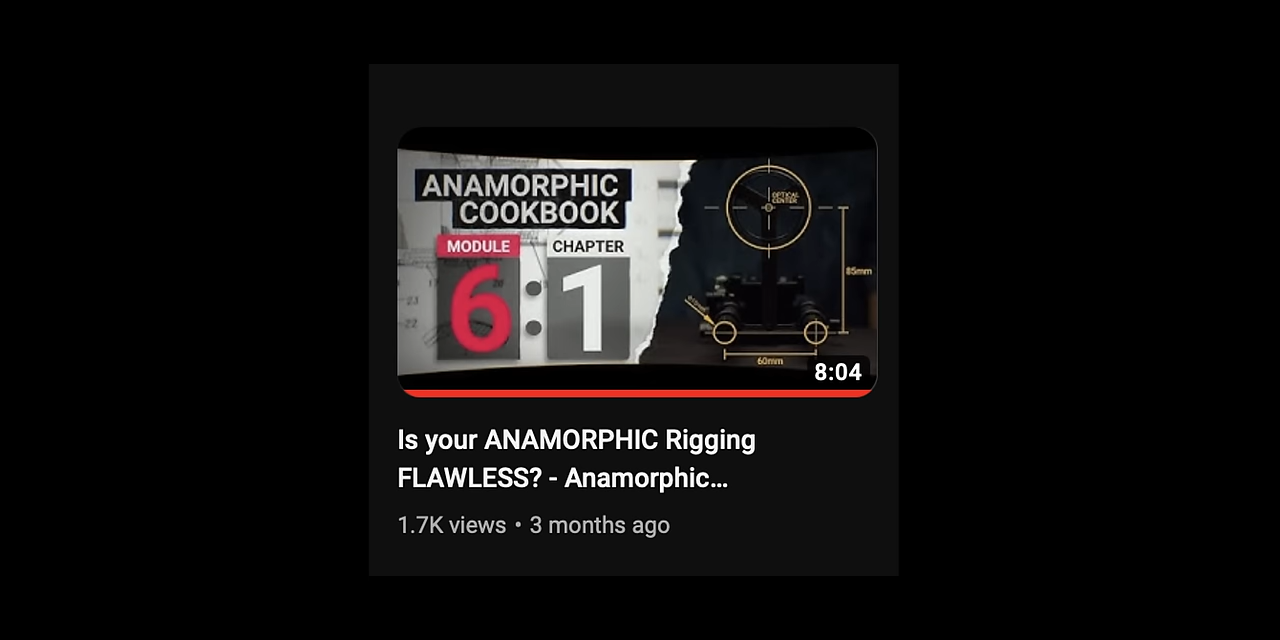 ANAMORPHIC
COOKBOOK
MODULE
CHAPTER
6:1
OPTICAL
CENTER
85mm
60mm
8:04
Is your ANAMORPHIC Rigging
FLAWLESS? - Anamorphic…
1.7K views • 3 months ago